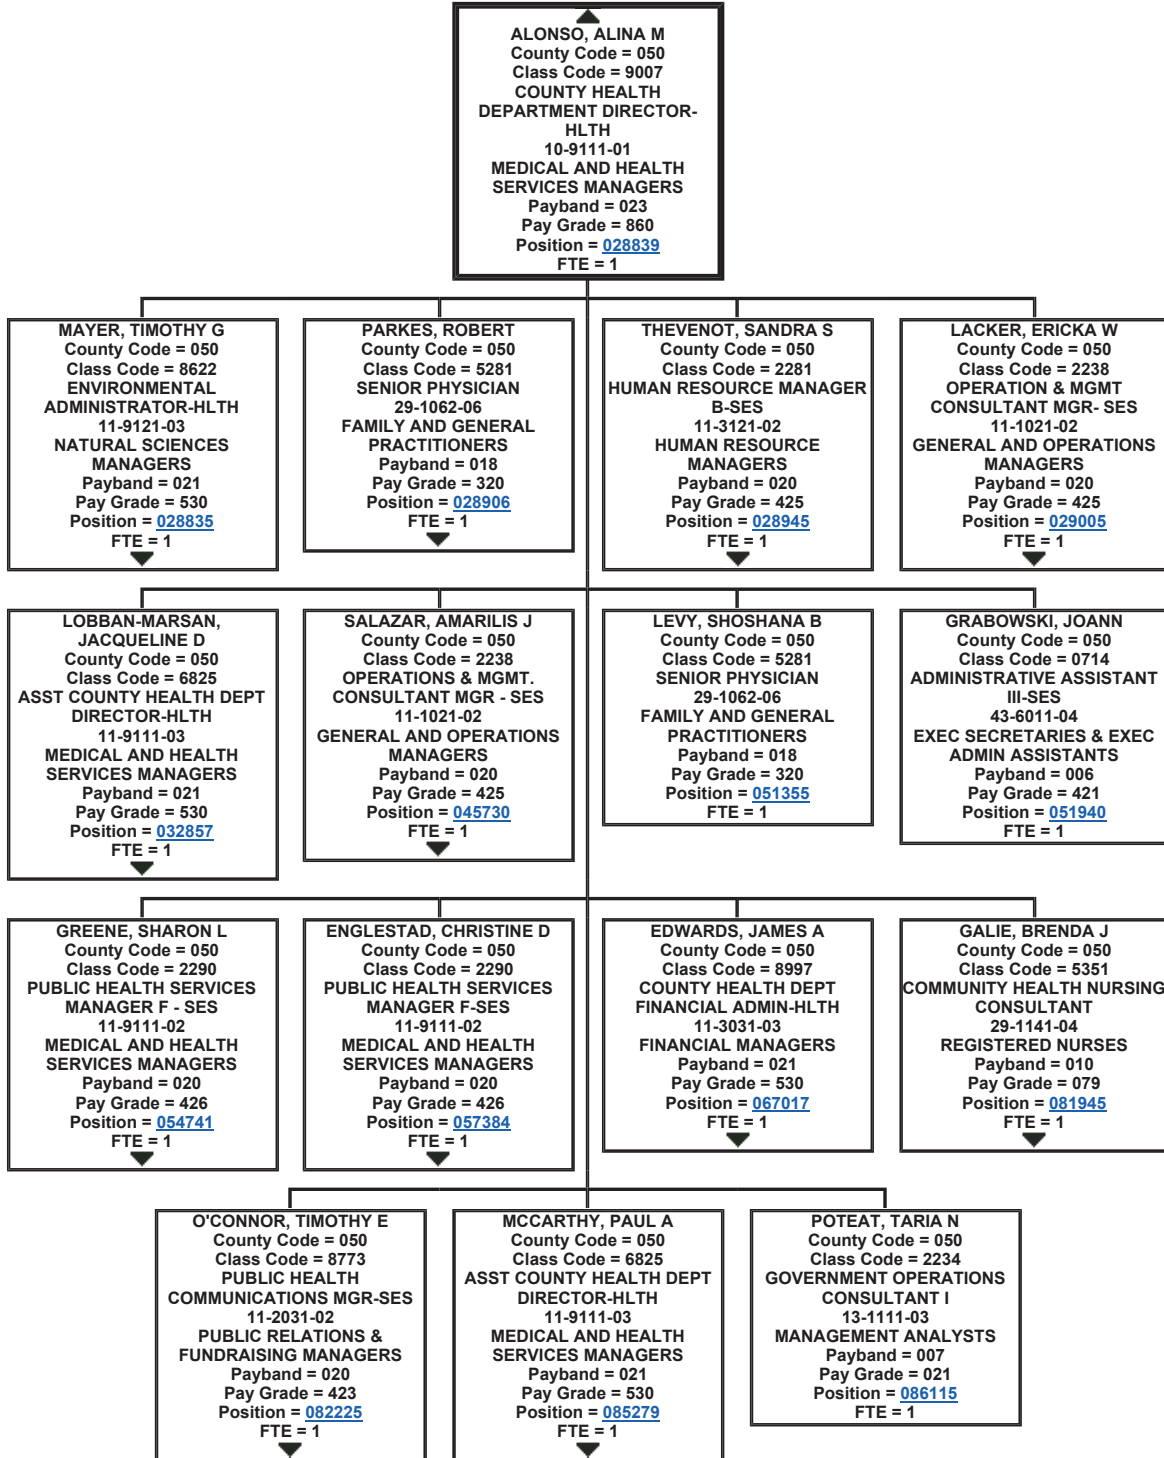 ALONSO, ALINA M
County Code = 050
Class Code = 9007
COUNTY HEALTH
DEPARTMENT DIRECTOR-
HLTH
10-9111-01
MEDICAL AND HEALTH
SERVICES MANAGERS
Payband = 023
Pay Grade = 860
Position = 028839
FTE = 1
MAYER, TIMOTHY G
County Code = 050
Class Code = 8622
ENVIRONMENTAL
ADMINISTRATOR-HLTH
11-9121-03
NATURAL SCIENCES
MANAGERS
Payband = 021
Pay Grade = 530
Position = 028835
FTE = 1
PARKES, ROBERT
County Code = 050
Class Code = 5281
SENIOR PHYSICIAN
29-1062-06
FAMILY AND GENERAL
PRACTITIONERS
Payband = 018
Pay Grade = 320
Position = 028906
FTE = 1
THEVENOT, SANDRA S
County Code = 050
Class Code = 2281
HUMAN RESOURCE MANAGER
B-SES
11-3121-02
HUMAN RESOURCE
MANAGERS
Payband = 020
Pay Grade = 425
Position = 028945
FTE = 1
LACKER, ERICKA W
County Code = 050
Class Code = 2238
OPERATION & MGMT
CONSULTANT MGR- SES
11-1021-02
GENERAL AND OPERATIONS
MANAGERS
Payband = 020
Pay Grade = 425
Position = 029005
FTE = 1
LOBBAN-MARSAN,
JACQUELINE D
County Code = 050
Class Code = 6825
ASST COUNTY HEALTH DEPT
DIRECTOR-HLTH
11-9111-03
MEDICAL AND HEALTH
SERVICES MANAGERS
Payband = 021
Pay Grade = 530
Position = 032857
FTE = 1
SALAZAR, AMARILIS J
County Code = 050
Class Code = 2238
OPERATIONS & MGMT.
CONSULTANT MGR - SES
11-1021-02
GENERAL AND OPERATIONS
MANAGERS
Payband = 020
Pay Grade = 425
Position = 045730
FTE = 1
LEVY, SHOSHANA B
County Code = 050
Class Code = 5281
SENIOR PHYSICIAN
29-1062-06
FAMILY AND GENERAL
PRACTITIONERS
Payband = 018
Pay Grade = 320
Position = 051355
FTE = 1
GRABOWSKI, JOANN
County Code = 050
Class Code = 0714
ADMINISTRATIVE ASSISTANT
III-SES
43-6011-04
EXEC SECRETARIES & EXEC
ADMIN ASSISTANTS
Payband = 006
Pay Grade = 421
Position = 051940
FTE = 1
GREENE, SHARON L
County Code = 050
Class Code = 2290
PUBLIC HEALTH SERVICES
MANAGER F - SES
11-9111-02
MEDICAL AND HEALTH
SERVICES MANAGERS
Payband = 020
Pay Grade = 426
Position = 054741
FTE = 1
ENGLESTAD, CHRISTINE D
County Code = 050
Class Code = 2290
PUBLIC HEALTH SERVICES
MANAGER F-SES
11-9111-02
MEDICAL AND HEALTH
SERVICES MANAGERS
Payband = 020
Pay Grade = 426
Position = 057384
FTE = 1
EDWARDS, JAMES A
County Code = 050
Class Code = 8997
COUNTY HEALTH DEPT
FINANCIAL ADMIN-HLTH
11-3031-03
FINANCIAL MANAGERS
Payband = 021
Pay Grade = 530
Position = 067017
FTE = 1
GALIE, BRENDA J
County Code = 050
Class Code = 5351
COMMUNITY HEALTH NURSING
CONSULTANT
29-1141-04
REGISTERED NURSES
Payband = 010
Pay Grade = 079
Position = 081945
FTE = 1
O'CONNOR, TIMOTHY E
County Code = 050
Class Code = 8773
PUBLIC HEALTH
COMMUNICATIONS MGR-SES
11-2031-02
PUBLIC RELATIONS &
FUNDRAISING MANAGERS
Payband = 020
Pay Grade = 423
Position = 082225
FTE = 1
MCCARTHY, PAUL A
County Code = 050
Class Code = 6825
ASST COUNTY HEALTH DEPT
DIRECTOR-HLTH
11-9111-03
MEDICAL AND HEALTH
SERVICES MANAGERS
Payband = 021
Pay Grade = 530
Position = 085279
FTE = 1
POTEAT, TARIA N
County Code = 050
Class Code = 2234
GOVERNMENT OPERATIONS
CONSULTANT I
13-1111-03
MANAGEMENT ANALYSTS
Payband = 007
Pay Grade = 021
Position = 086115
FTE = 1